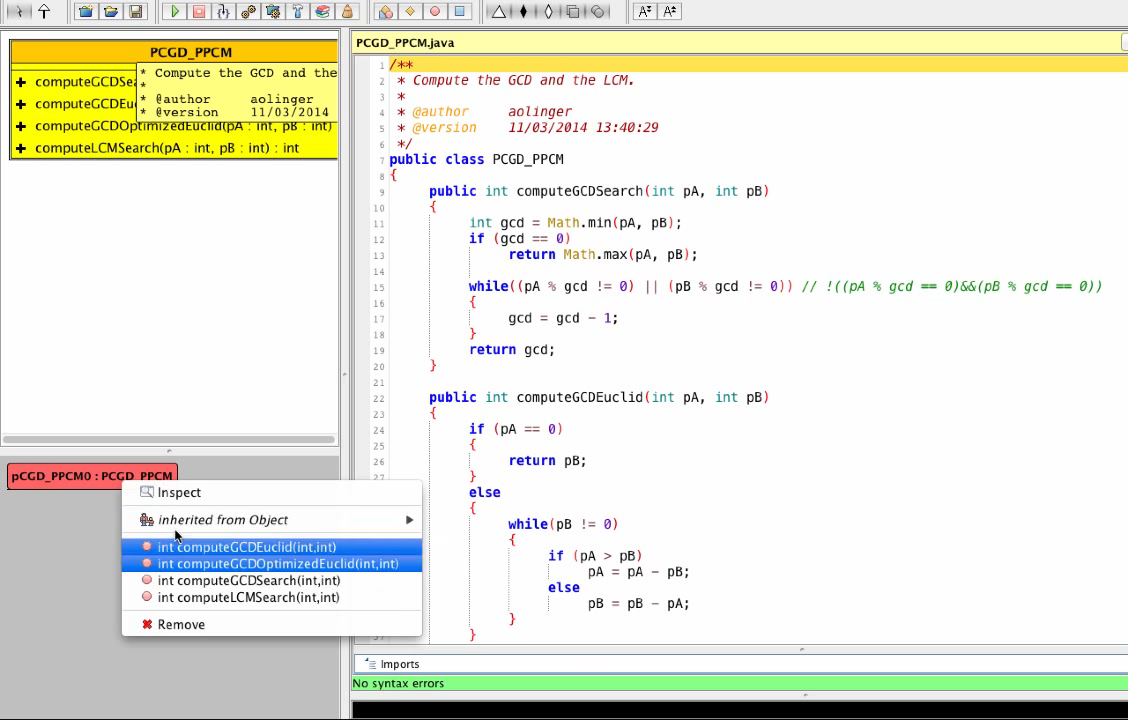 PCGD_PPCM
computeGCDSea
computeGCDEu
computeGCDOptimizedEuclid(pA : int, pB : int)
computeLCMSearch(pA : int, pB : int) : int
* Compute the GCD and the
*
* @author aolinger
* @version 11/03/2014
pCGD_PPCM0 : PCGD_PPCM
Inspect
inherited from Object
int computeGCDEuclid(int,int)
int computeGCDOptimizedEuclid(int,int)
int computeGCDSearch(int,int)
int computeLCMSearch(int,int)
Remove
PCGD_PPCM.java
1 /**
2 * Compute the GCD and the LCM.
3 *
4 * @author aolinger
5 * @version 11/03/2014 13:40:29
6 */
7 public class PCGD_PPCM
8 {
9 public int computeGCDSearch(int pA, int pB)
10 {
11 int gcd = Math.min(pA, pB);
12 if (gcd == 0)
13 return Math.max(pA, pB);
14
15 while((pA % gcd != 0) || (pB % gcd != 0)) // !((pA % gcd == 0)&&(pB % gcd == 0))
16 {
17 gcd = gcd - 1;
18 }
19 return gcd;
20 }
21
22 public int computeGCDEuclid(int pA, int pB)
23 {
24 if (pA == 0)
25 {
26 return pB;
27 }
else
{
while(pB != 0)
{
if (pA > pB)
pA = pA - pB;
else
pB = pB - pA;
}
37 }
Imports
No syntax errors